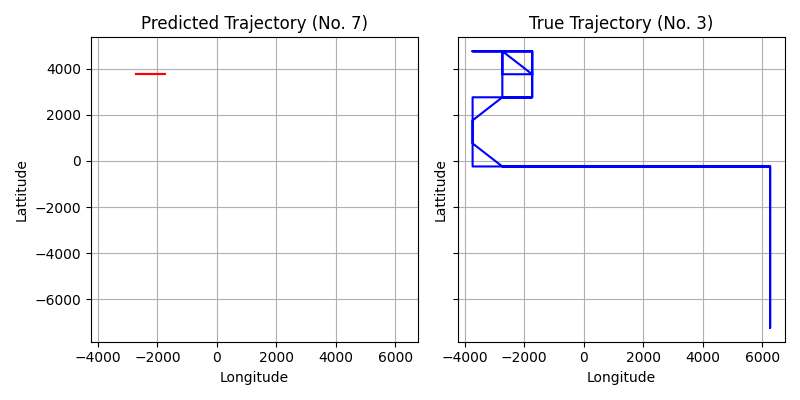 Predicted Trajectory (No. 7)
4000
2000
0
−2000
−4000
−6000
Lattitude
−4000 −2000 0 2000 4000 6000
Longitude
True Trajectory (No. 3)
Lattitude
−4000 −2000 0 2000 4000 6000
Longitude